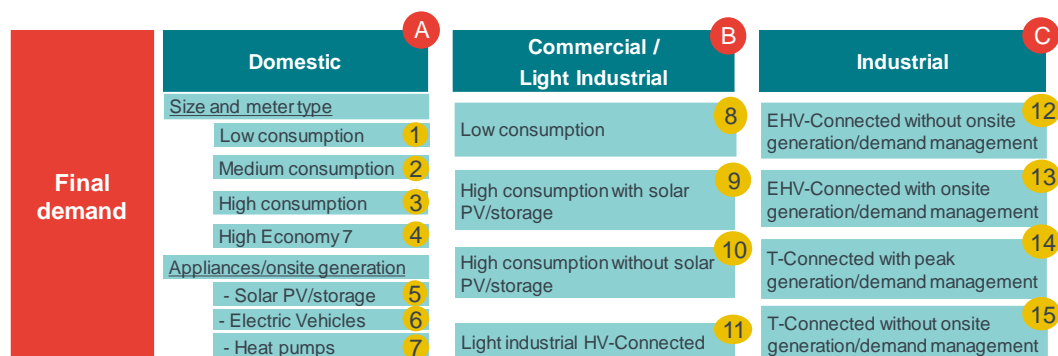 Final
demand
A
Domestic
Size and meter type
Low consumption 1
Medium consumption 2
High consumption 3
High Economy 7 4
Appliances/onsite generation
- Solar PV/storage 5
- Electric Vehicles 6
- Heat pumps 7
B
Commercial /
Light Industrial
Low consumption 8
High consumption with solar 9
PV/storage
High consumption without solar 10
PV/storage
Light industrial HV-Connected 11
C
Industrial
EHV-Connected without onsite 12
generation/demand management
EHV-Connected with onsite 13
generation/demand management
T-Connected with peak 14
generation/demand management
T-Connected without onsite 15
generation/demand management